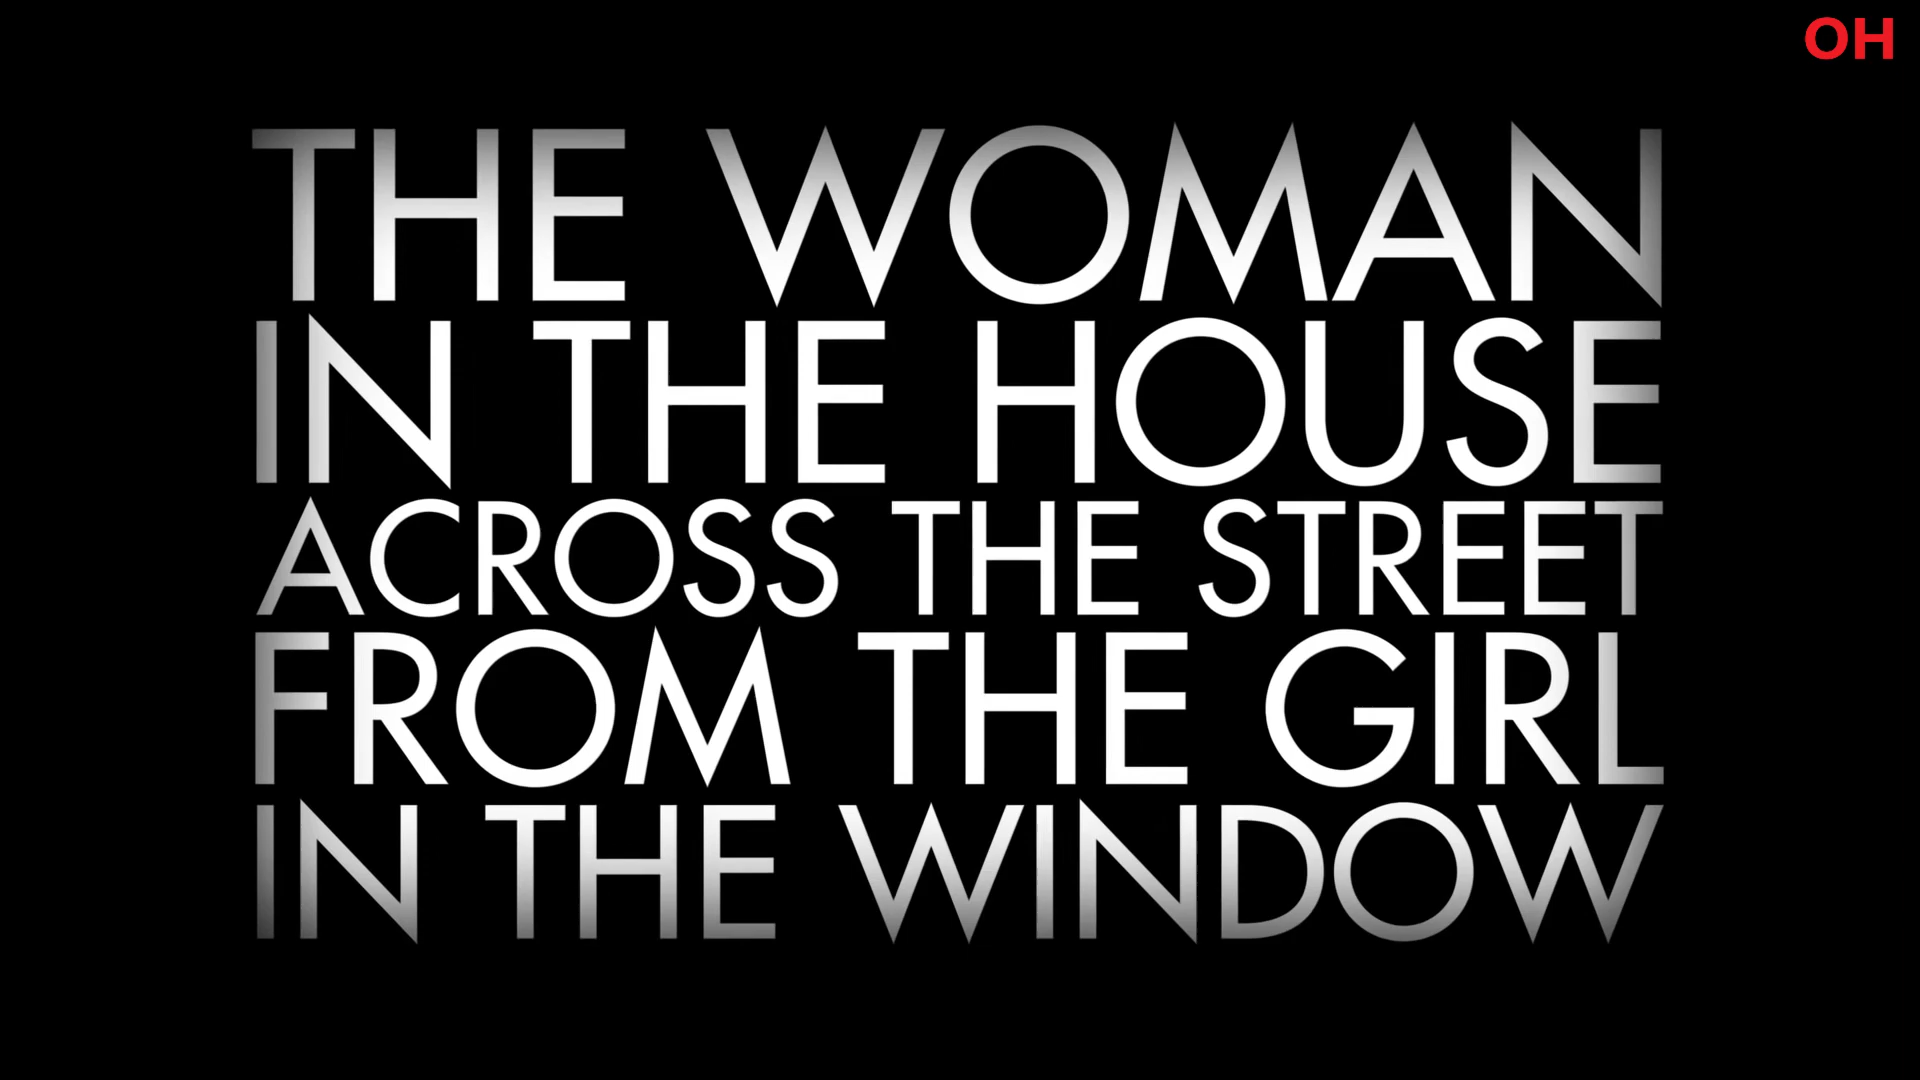 OH
THE WOMAN
IN THE HOUSE
ACROSS THE STREET
FROM THE GIRL
IN THE WINDOW